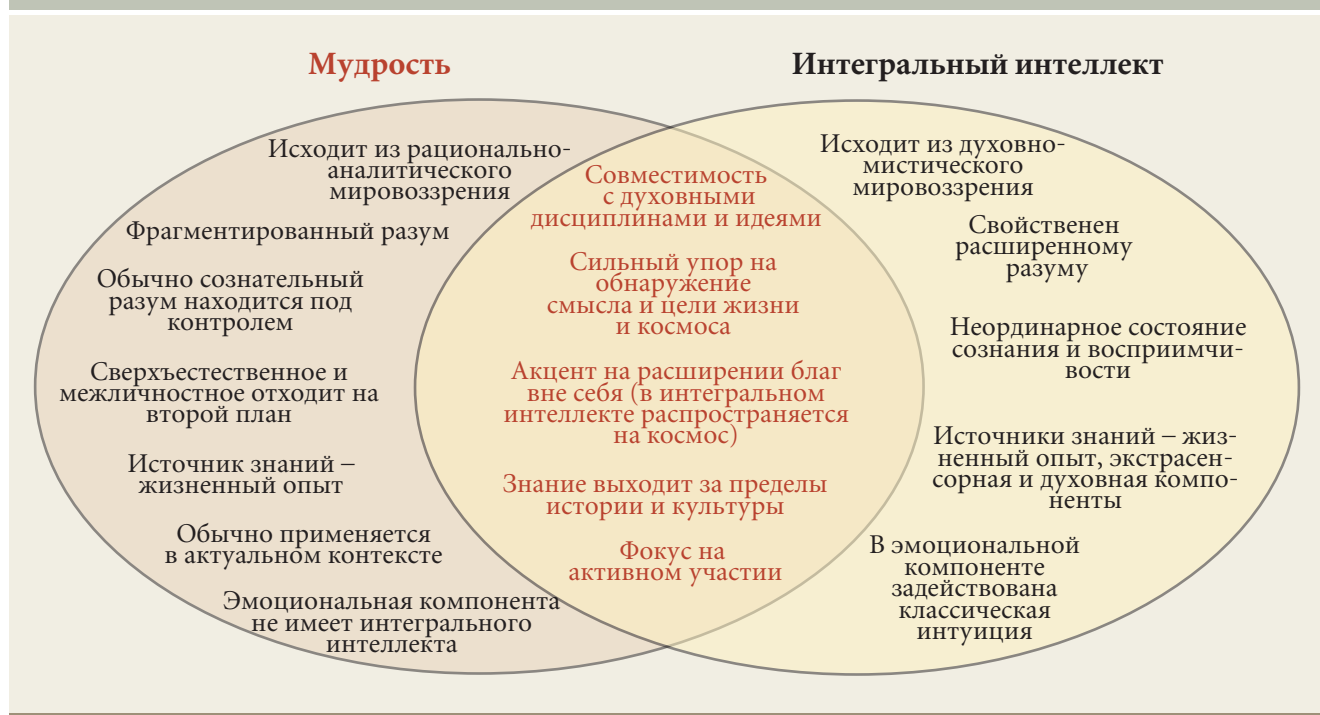 Мудрость
Интегральный интеллект
Исходит из рационально-
аналитического
мировоззрения
Фрагментированный разум
Обычно сознательный
разум находится под
контролем
Сверхъестественное и
межличностное отходит на
второй план
Источник знаний –
жизненный опыт
Обычно применяется
в актуальном контексте
Эмоциональная компонента
не имеет интегрального
интеллекта
Совместимость
с духовными
дисциплинами и идеями
Сильный упор на
обнаружение
смысла и цели жизни
и космоса
Акцент на расширении благ
вне себя (в интегральном
интеллекте распространяется
на космос)
Знание выходит за пределы
истории и культуры
Фокус на
активном участии
Исходит из духовно-
мистического
мировоззрения
Свойственен
расширенному
разуму
Неординарное состояние
сознания и восприимчи-
вости
Источники знаний – жиз-
ненный опыт, экстрасен-
сорная и духовная компо-
ненты
В эмоциональной
компоненте
задействована
классическая
интуиция